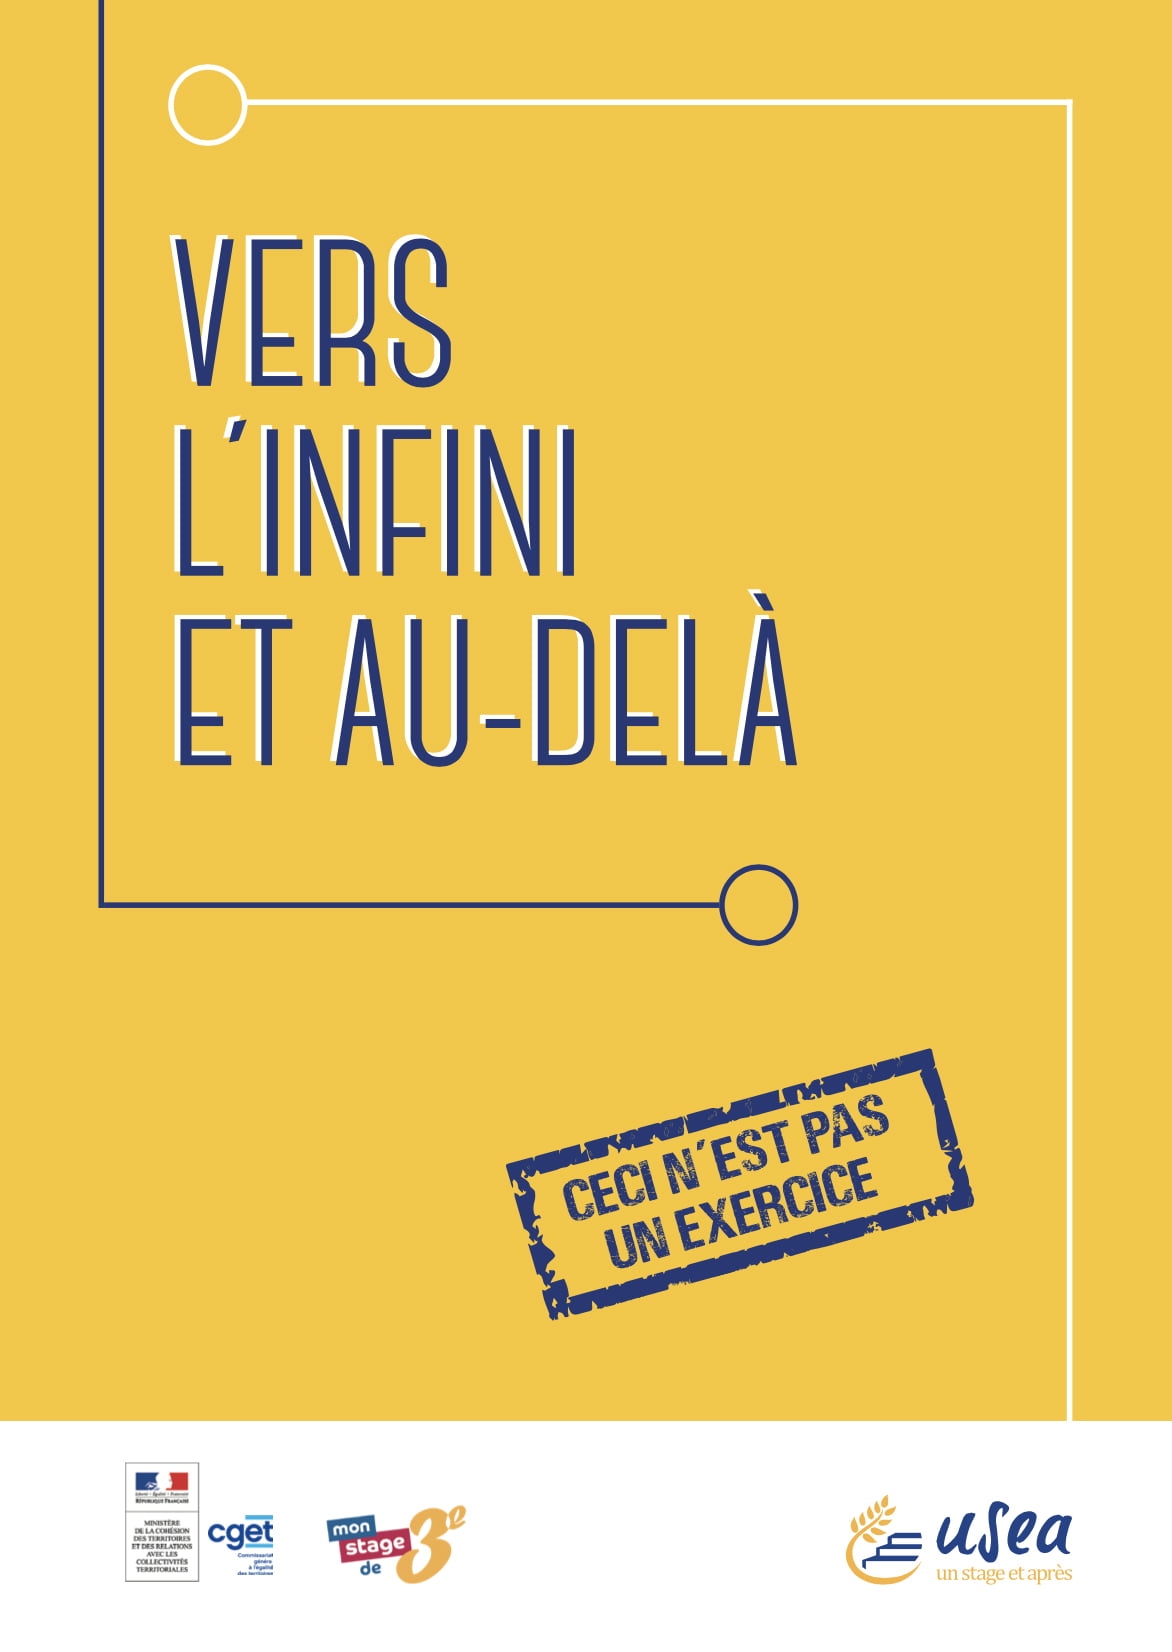 VERS
L'INFINI
ET AU-DELÀ
CECI N'EST PAS
UN EXERCICE
Liberté • Égalité • Fraternité
RÉPUBLIQUE FRANÇAISE
MINISTÈRE
DE LA COHÉSION
DES TERRITOIRES
ET DES RELATIONS
AVEC LES
COLLECTIVITÉS
TERRITORIALES
cget
Commissariat
général
à l'égalité
des territoires
mon
stage
de
3e
usea
un stage et après